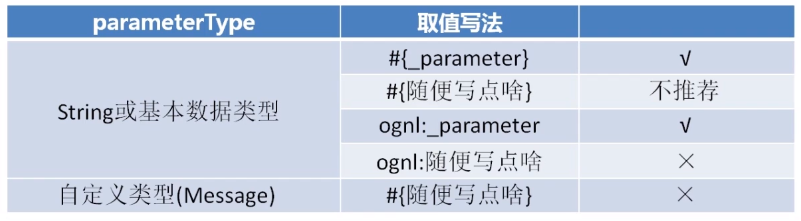 parameterType 取值写法
#{_parameter} √
String或基本数据类型 #{随便写点啥} 不推荐
ognl:_parameter √
ognl:随便写点啥 ×
自定义类型(Message) #{随便写点啥} ×